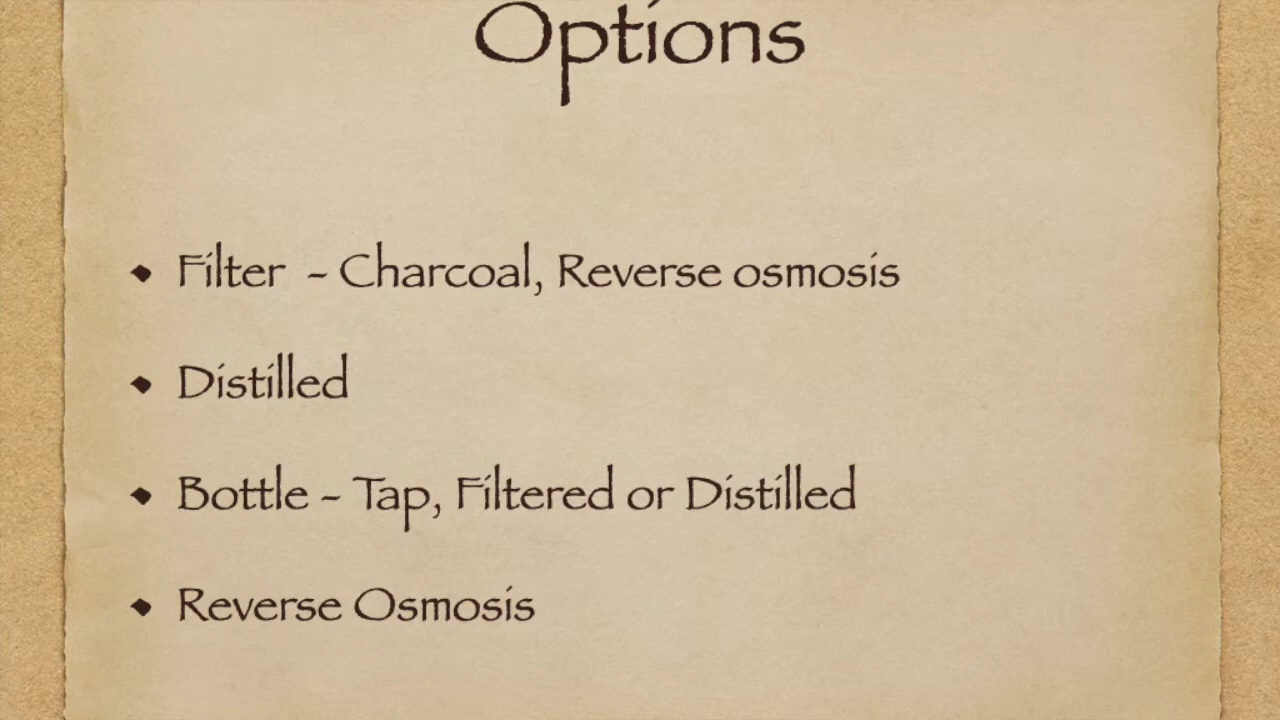 Options
• Filter - Charcoal, Reverse osmosis
• Distilled
• Bottle - Tap, Filtered or Distilled
• Reverse Osmosis